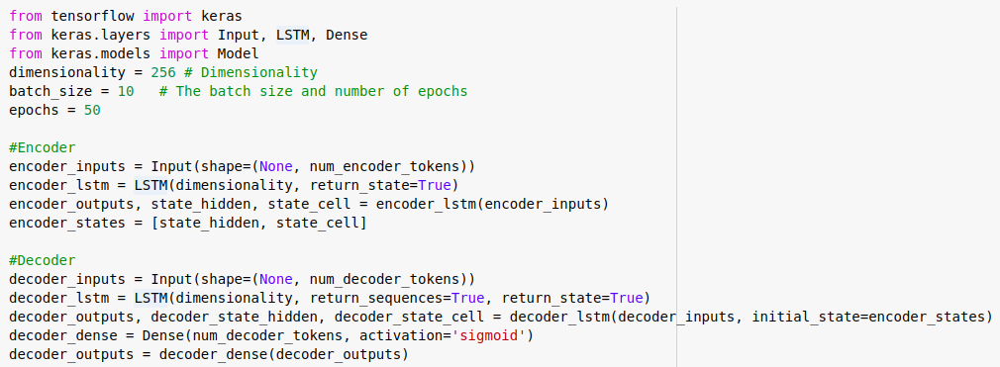 from tensorflow import keras
from keras.layers import Input, LSTM, Dense
from keras.models import Model
dimensionality = 256 # Dimensionality
batch_size = 10   # The batch size and number of epochs
epochs = 50

#Encoder
encoder_inputs = Input(shape=(None, num_encoder_tokens))
encoder_lstm = LSTM(dimensionality, return_state=True)
encoder_outputs, state_hidden, state_cell = encoder_lstm(encoder_inputs)
encoder_states = [state_hidden, state_cell]

#Decoder
decoder_inputs = Input(shape=(None, num_decoder_tokens))
decoder_lstm = LSTM(dimensionality, return_sequences=True, return_state=True)
decoder_outputs, decoder_state_hidden, decoder_state_cell = decoder_lstm(decoder_inputs, initial_state=encoder_states)
decoder_dense = Dense(num_decoder_tokens, activation='sigmoid')
decoder_outputs = decoder_dense(decoder_outputs)